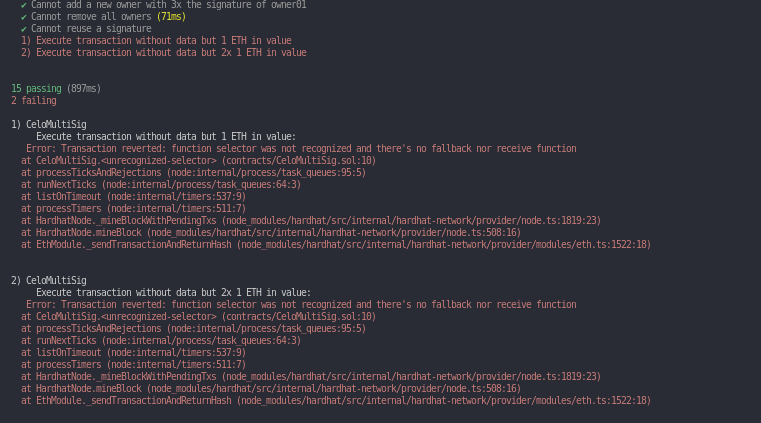 ✔ Cannot add a new owner with 3x the signature of owner01
✔ Cannot remove all owners (71ms)
✔ Cannot reuse a signature
1) Execute transaction without data but 1 ETH in value
2) Execute transaction without data but 2x 1 ETH in value
15 passing (897ms)
2 failing
1) CeloMultiSig
Execute transaction without data but 1 ETH in value:
Error: Transaction reverted: function selector was not recognized and there's no fallback nor receive function
at CeloMultiSig.<unrecognized-selector> (contracts/CeloMultiSig.sol:10)
at processTicksAndRejections (node:internal/process/task_queues:95:5)
at runNextTicks (node:internal/process/task_queues:64:3)
at listOnTimeout (node:internal/timers:537:9)
at processTimers (node:internal/timers:511:7)
at HardhatNode._mineBlockWithPendingTxs (node_modules/hardhat/src/internal/hardhat-network/provider/node.ts:1819:23)
at HardhatNode.mineBlock (node_modules/hardhat/src/internal/hardhat-network/provider/node.ts:508:16)
at EthModule._sendTransactionAndReturnHash (node_modules/hardhat/src/internal/hardhat-network/provider/modules/eth.ts:1522:18)
2) CeloMultiSig
Execute transaction without data but 2x 1 ETH in value:
Error: Transaction reverted: function selector was not recognized and there's no fallback nor receive function
at CeloMultiSig.<unrecognized-selector> (contracts/CeloMultiSig.sol:10)
at processTicksAndRejections (node:internal/process/task_queues:95:5)
at runNextTicks (node:internal/process/task_queues:64:3)
at listOnTimeout (node:internal/timers:537:9)
at processTimers (node:internal/timers:511:7)
at HardhatNode._mineBlockWithPendingTxs (node_modules/hardhat/src/internal/hardhat-network/provider/node.ts:1819:23)
at HardhatNode.mineBlock (node_modules/hardhat/src/internal/hardhat-network/provider/node.ts:508:16)
at EthModule._sendTransactionAndReturnHash (node_modules/hardhat/src/internal/hardhat-network/provider/modules/eth.ts:1522:18)